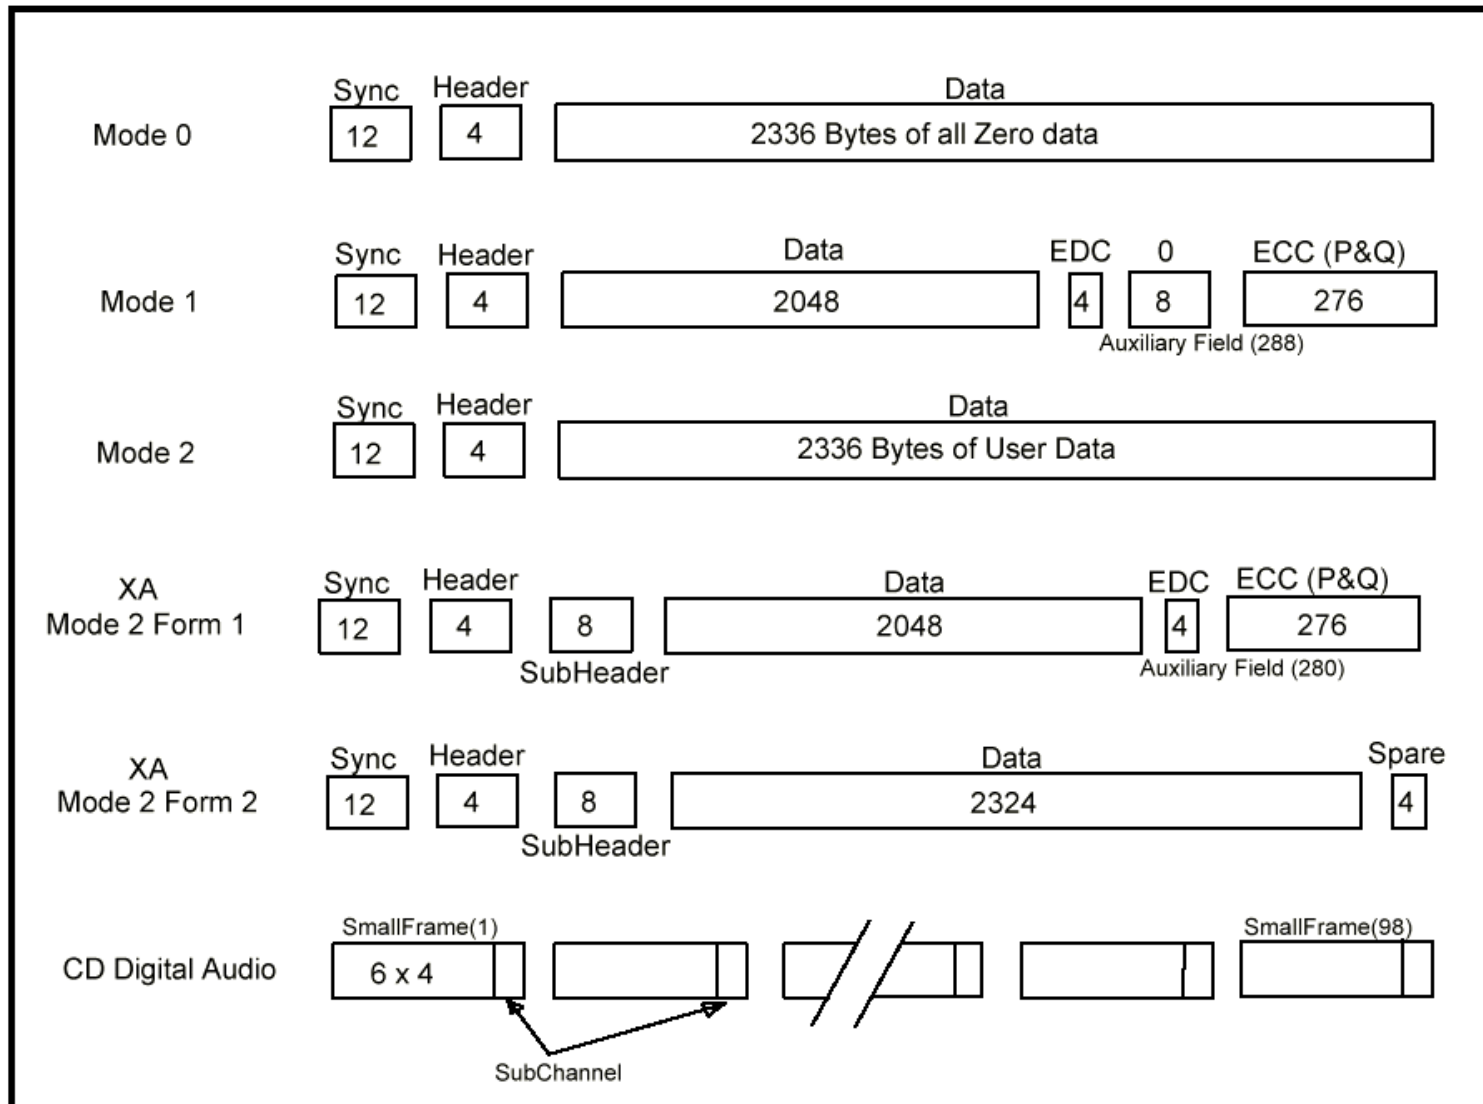 Sync Header Data
Mode 0 12 4 2336 Bytes of all Zero data
Sync Header Data EDC 0 ECC (P&Q)
Mode 1 12 4 2048 4 8 276
Auxiliary Field (288)
Sync Header Data
Mode 2 12 4 2336 Bytes of User Data
XA Sync Header Data EDC ECC (P&Q)
Mode 2 Form 1 12 4 8 2048 4 276
SubHeader Auxiliary Field (280)
XA Sync Header Data Spare
Mode 2 Form 2 12 4 8 2324 4
SubHeader
SmallFrame(1) SmallFrame(98)
CD Digital Audio 6 x 4
SubChannel